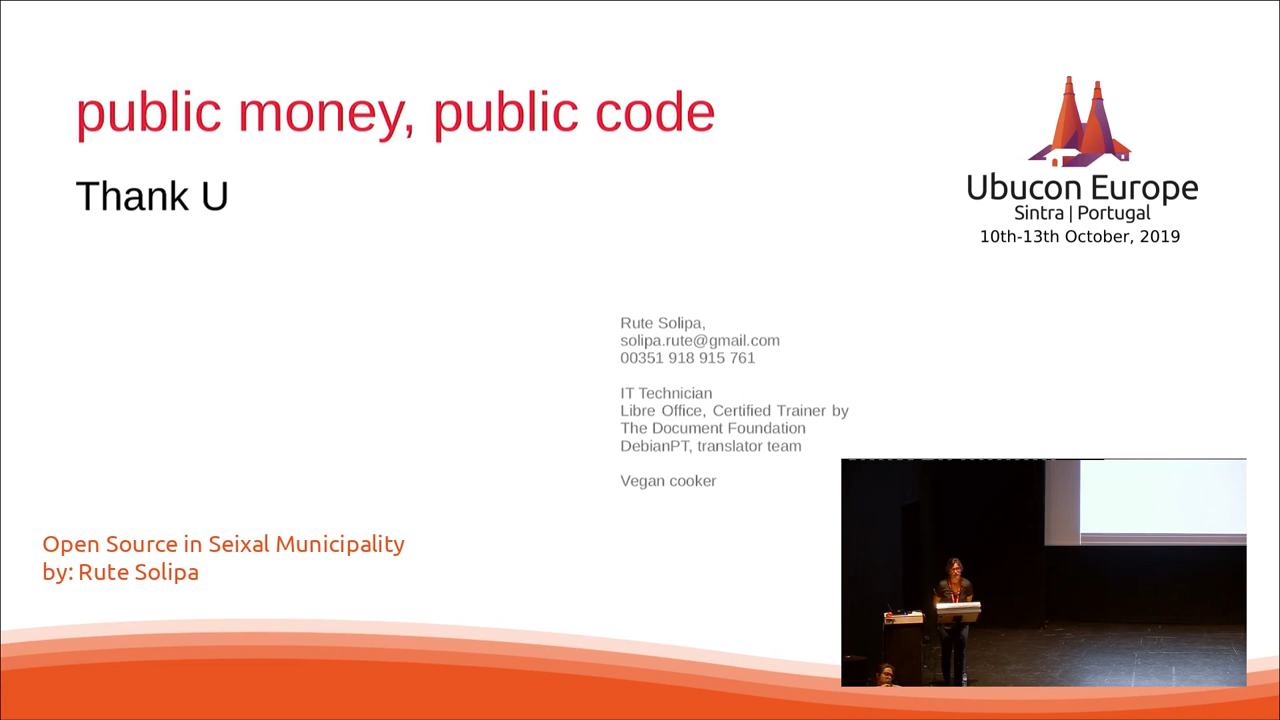 public money, public code
Thank U
Ubucon Europe
Sintra | Portugal
10th-13th October, 2019
Rute Solipa,
solipa.rute@gmail.com
00351 918 915 761
IT Technician
Libre Office, Certified Trainer by
The Document Foundation
DebianPT, translator team
Vegan cooker
Open Source in Seixal Municipality
by: Rute Solipa